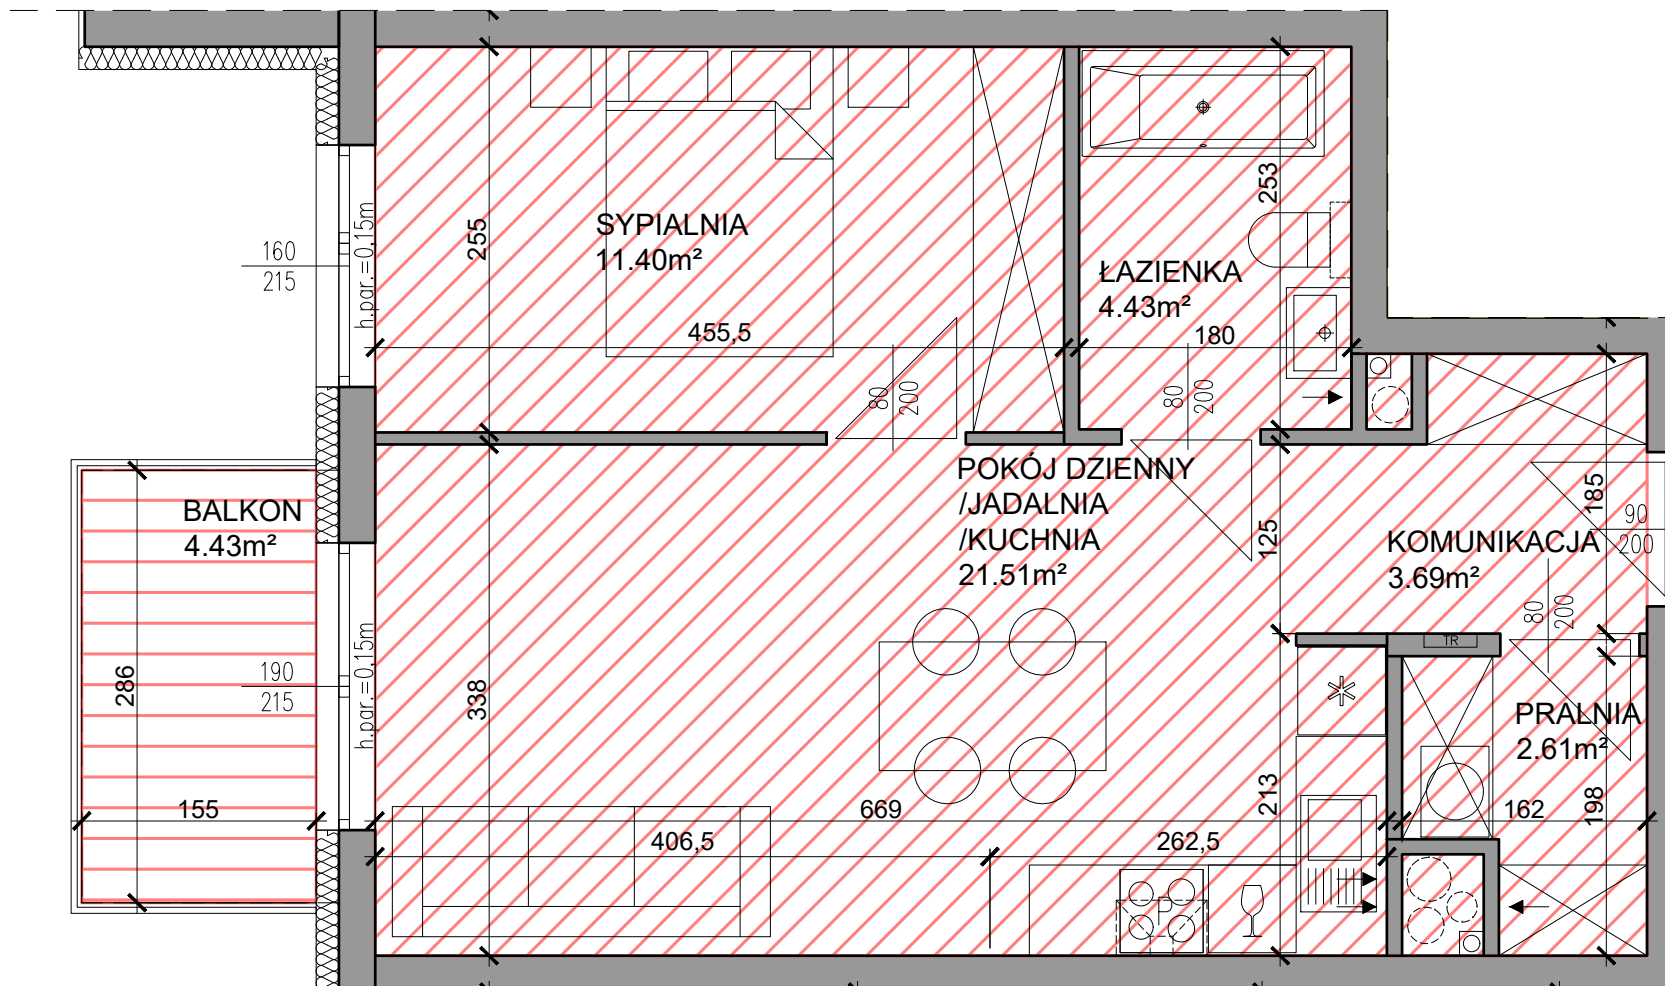 SYPIALNIA
11.40m²
255
455,5
80
200
160
215
h.par.=0,15m
253
ŁAZIENKA
4.43m²
180
80
200
BALKON
4.43m²
286
155
190
215
h.par.=0,15m
POKÓJ DZIENNY
/JADALNIA
/KUCHNIA
21.51m²
338
125
669
406,5
262,5
213
KOMUNIKACJA
3.69m²
185
90
200
80
200
TR
PRALNIA
2.61m²
162
198